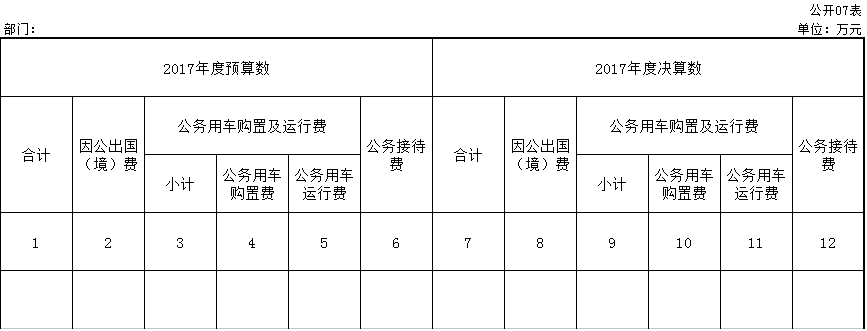 公开07表
部门： 单位：万元
2017年度预算数 2017年度决算数
合计 因公出国（境）费 公务用车购置及运行费 公务接待费 合计 因公出国（境）费 公务用车购置及运行费 公务接待费
小计 公务用车购置费 公务用车运行费 小计 公务用车购置费 公务用车运行费
1 2 3 4 5 6 7 8 9 10 11 12